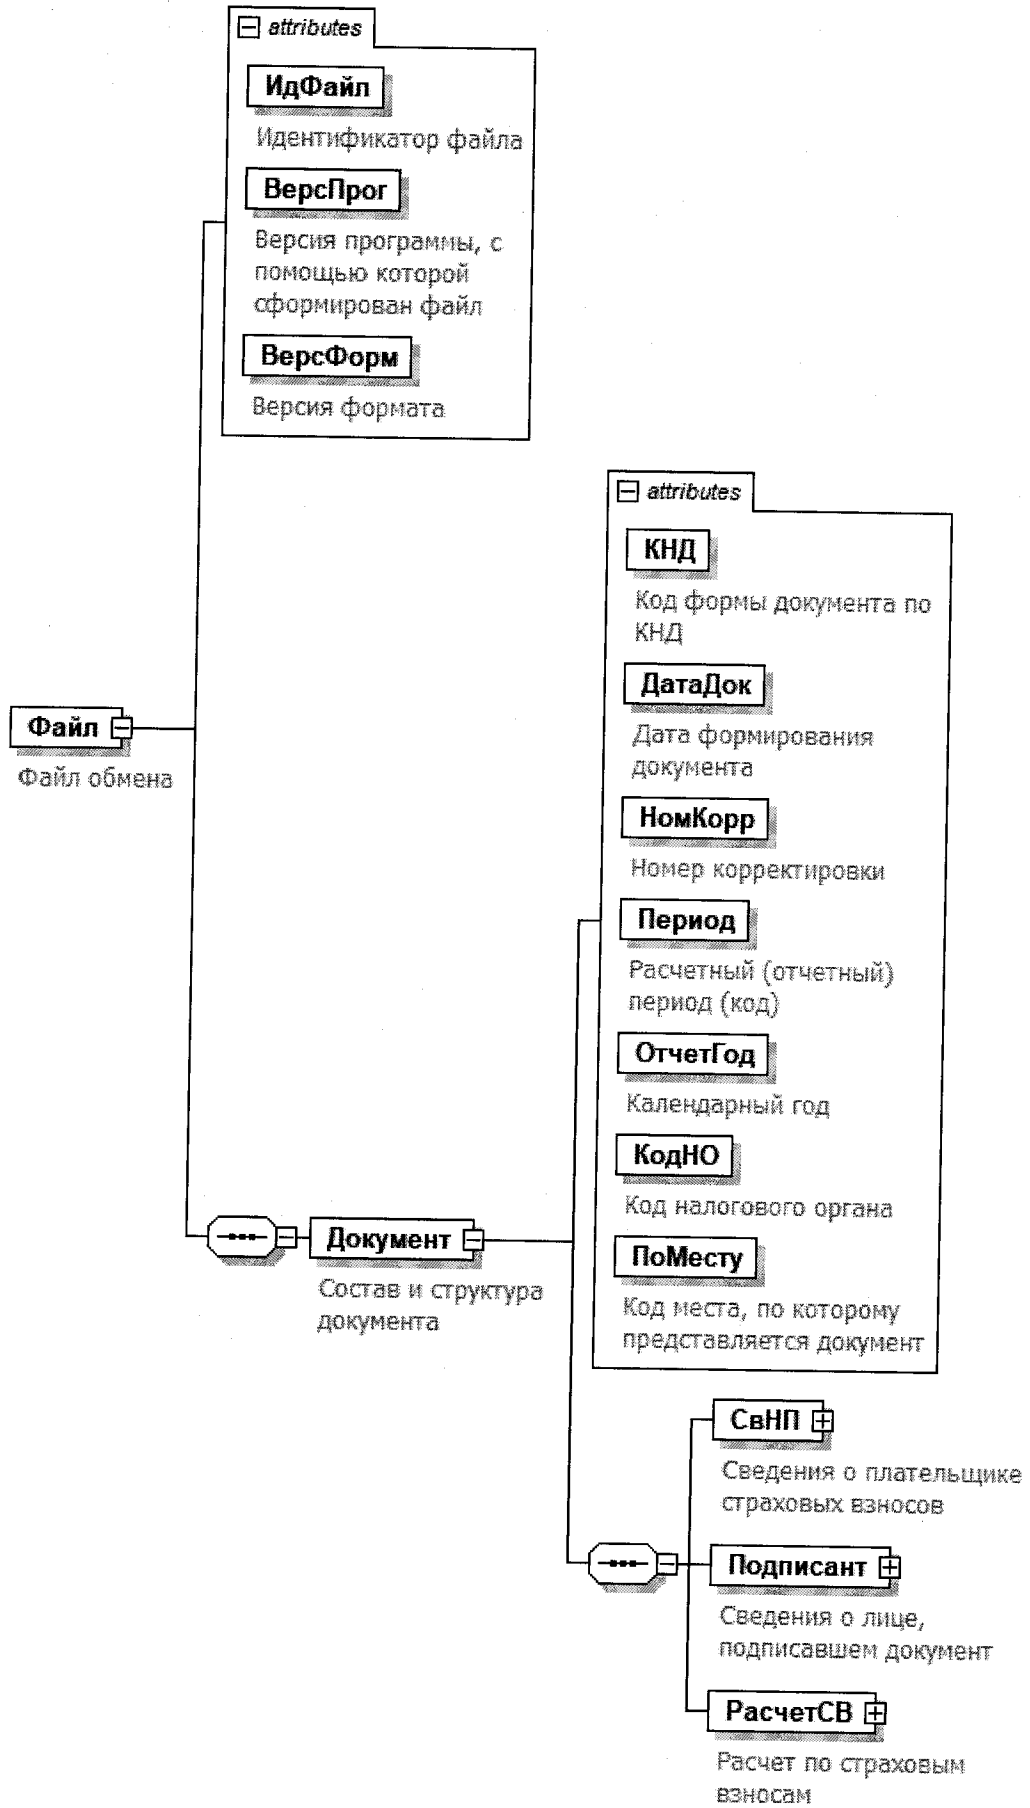 attributes
ИдФайл
Идентификатор файла
ВерсПрог
Версия программы, с
помощью которой
сформирован файл
ВерсФорм
Версия формата
attributes
КНД
Код формы документа по
КНД
ДатаДок
Дата формирования
документа
Файл
Файл обмена
НомКорр
Номер корректировки
Период
Расчетный (отчетный)
период (код)
ОтчетГод
Календарный год
КодНО
Код налогового органа
Документ
Состав и структура
документа
ПоМесту
Код места, по которому
представляется документ
СвНП
Сведения о плательщике
страховых взносов
Подписант
Сведения о лице,
подписавшем документ
РасчетСВ
Расчет по страховым
взносам